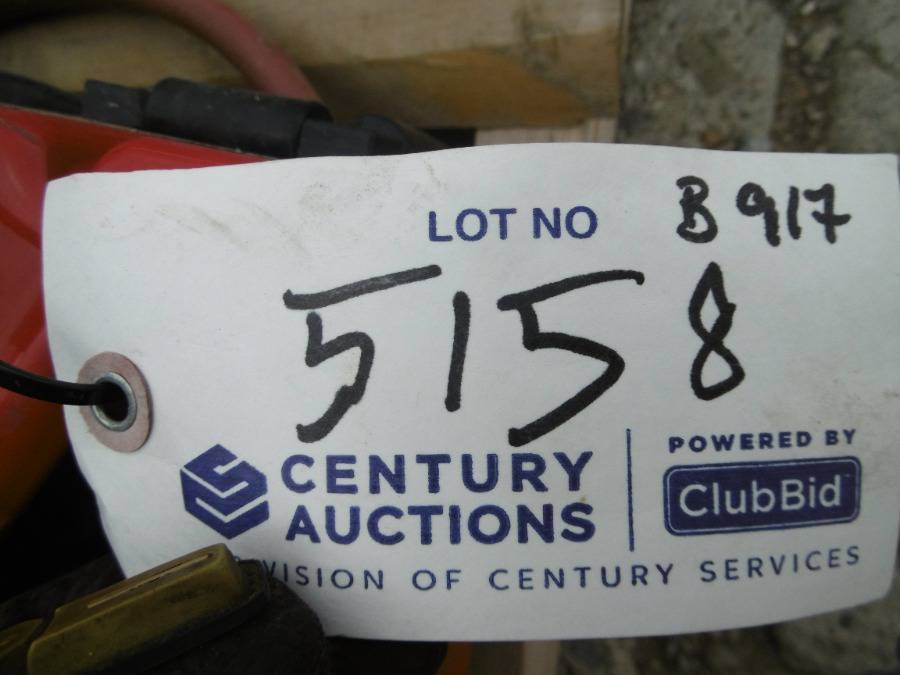 B917
LOT NO
5158
CENTURY AUCTIONS
POWERED BY
ClubBid
VISION OF CENTURY SERVICES